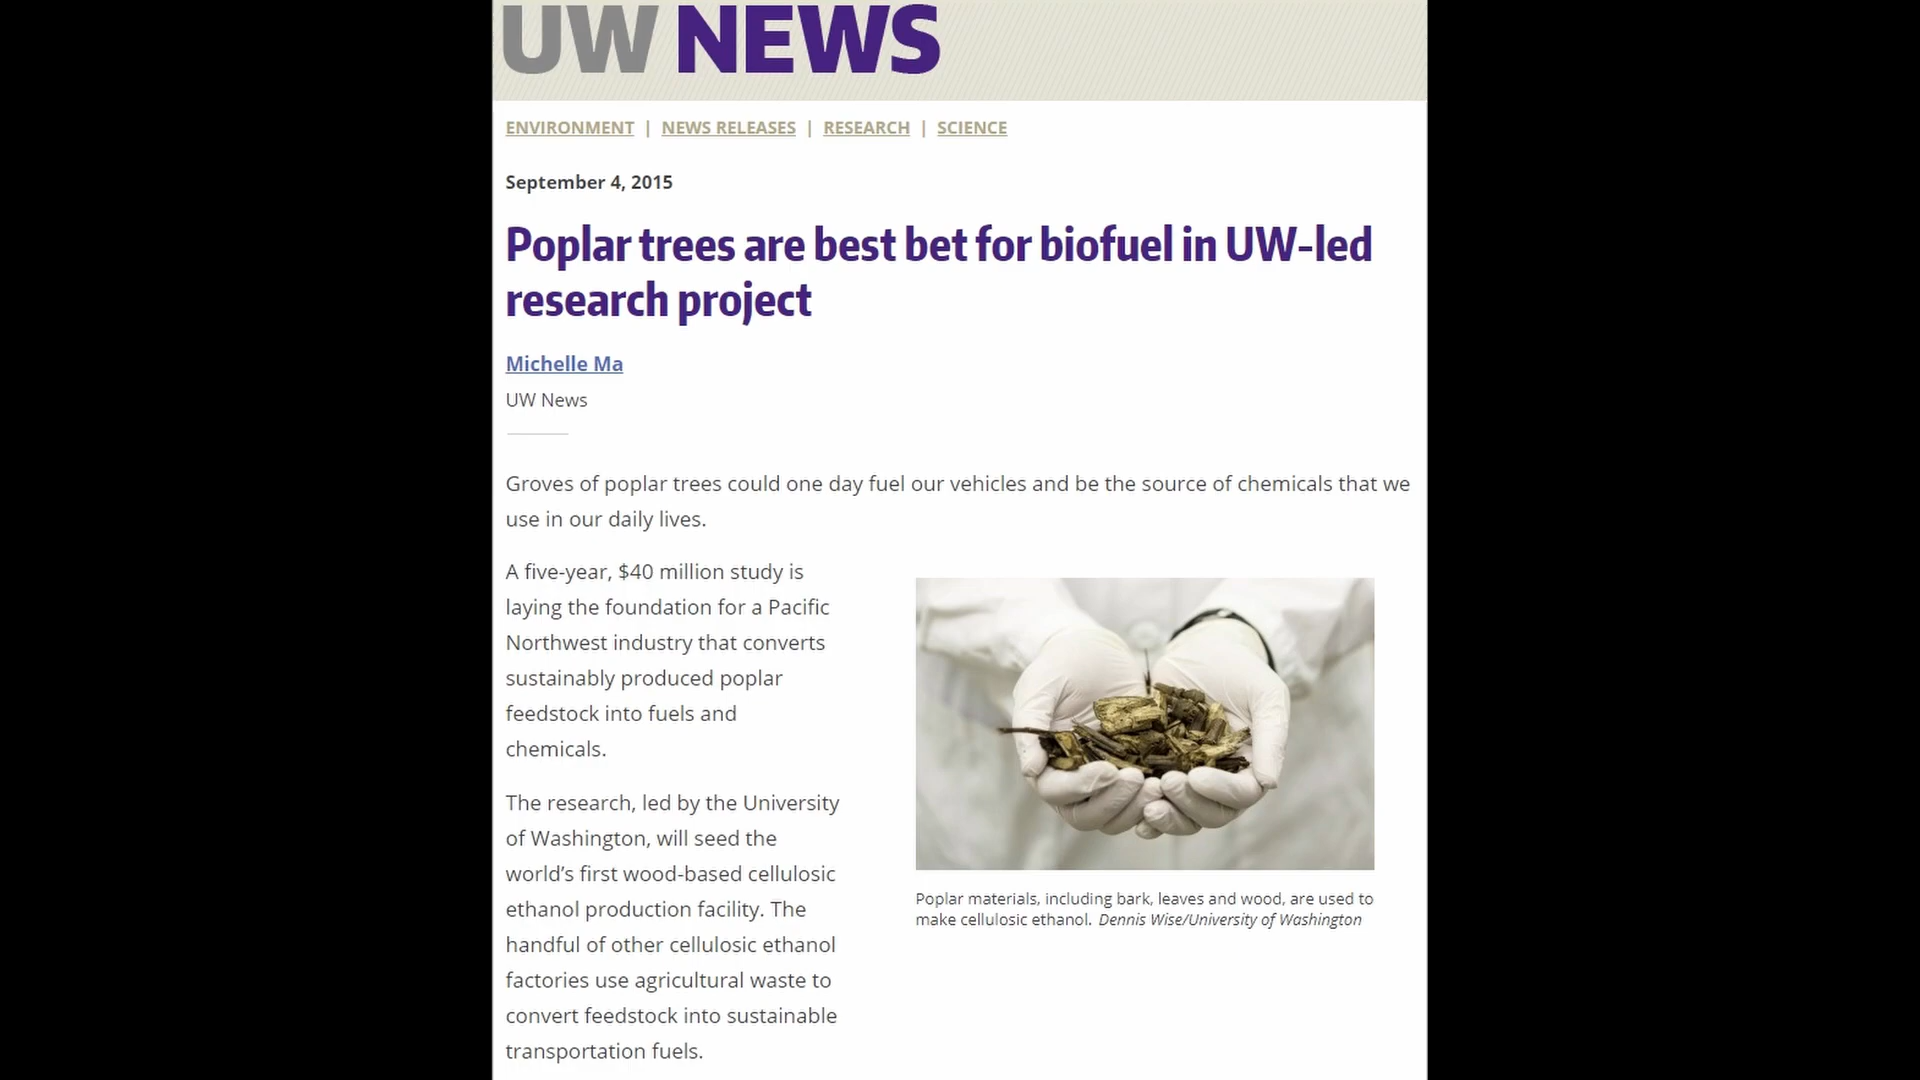 UW NEWS
ENVIRONMENT | NEWS RELEASES | RESEARCH | SCIENCE
September 4, 2015
Poplar trees are best bet for biofuel in UW-led
research project
Michelle Ma
UW News
Groves of poplar trees could one day fuel our vehicles and be the source of chemicals that we
use in our daily lives.
A five-year, $40 million study is
laying the foundation for a Pacific
Northwest industry that converts
sustainably produced poplar
feedstock into fuels and
chemicals.
The research, led by the University
of Washington, will seed the
world’s first wood-based cellulosic
ethanol production facility. The
handful of other cellulosic ethanol
factories use agricultural waste to
convert feedstock into sustainable
transportation fuels.
Poplar materials, including bark, leaves and wood, are used to
make cellulosic ethanol. Dennis Wise/University of Washington